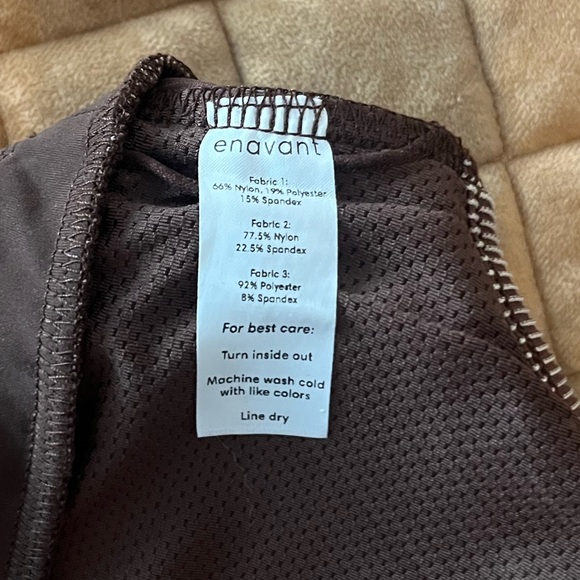 enavant
Fabric 1:
66% Nylon, 19% Polyester
15% Spandex
Fabric 2:
77.5% Nylon
22.5% Spandex
Fabric 3:
92% Polyester
8% Spandex
For best care:
Turn inside out
Machine wash cold
with like colors
Line dry